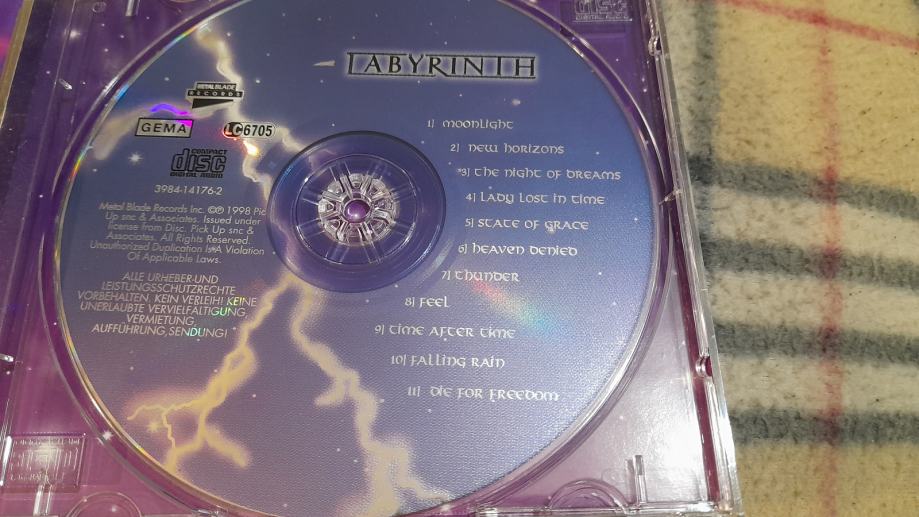 LABYRINTH
METAL BLADE
RECORDS
GEMA
LC 6705
COMPACT
disc
DIGITAL AUDIO
3984-14176-2
Metal Blade Records Inc. ©℗ 1998 Pic
Up snc & Associates. Issued under
license from Disc. Pick Up snc &
Associates. All Rights Reserved.
Unauthorized Duplication Is A Violation
Of Applicable Laws.
ALLE URHEBER-UND
LEISTUNGSSCHUTZRECHTE
VORBEHALTEN. KEIN VERLEIH! KEINE
UNERLAUBTE VERVIELFÄLTIGUNG,
VERMIETUNG
AUFFÜHRUNG,SENDUNG!
1) MOONLIGHT
2) NEW HORIZONS
3) THE NIGHT OF DREAMS
4) LADY LOST IN TIME
5) STATE OF GRACE
6) HEAVEN DENIED
7) THUNDER
8) FEEL
9) TIME AFTER TIME
10) FALLING RAIN
11) DIE FOR FREEDOM
disc